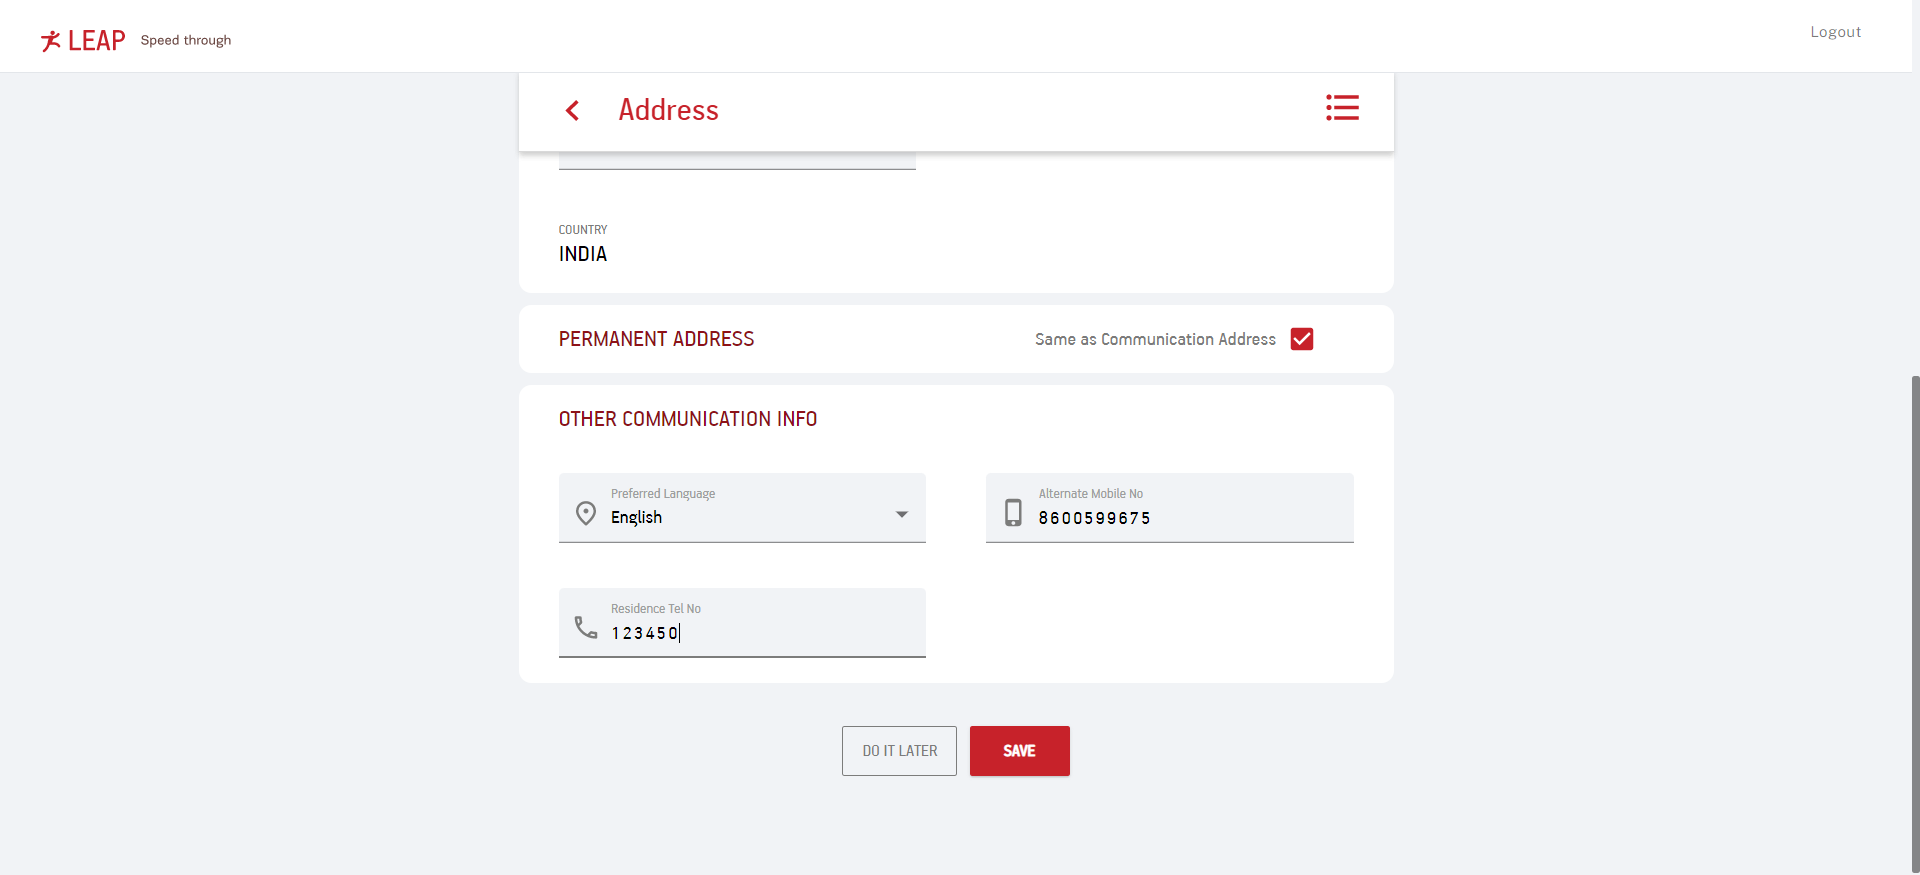 LEAP Speed through
Logout
Address
COUNTRY
INDIA
PERMANENT ADDRESS
Same as Communication Address
OTHER COMMUNICATION INFO
Preferred Language
English
Alternate Mobile No
8600599675
Residence Tel No
123450
DO IT LATER
SAVE